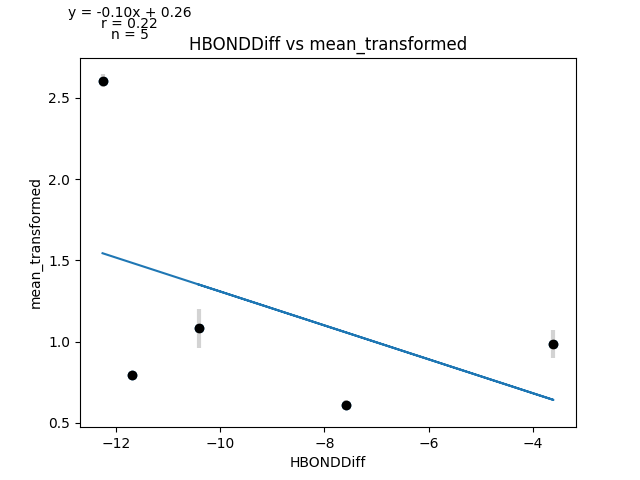 y = -0.10x + 0.26
r = 0.22
n = 5
HBONDDiff vs mean_transformed
mean_transformed
2.5
2.0
1.5
1.0
0.5
−12
−10
−8
−6
−4
HBONDDiff